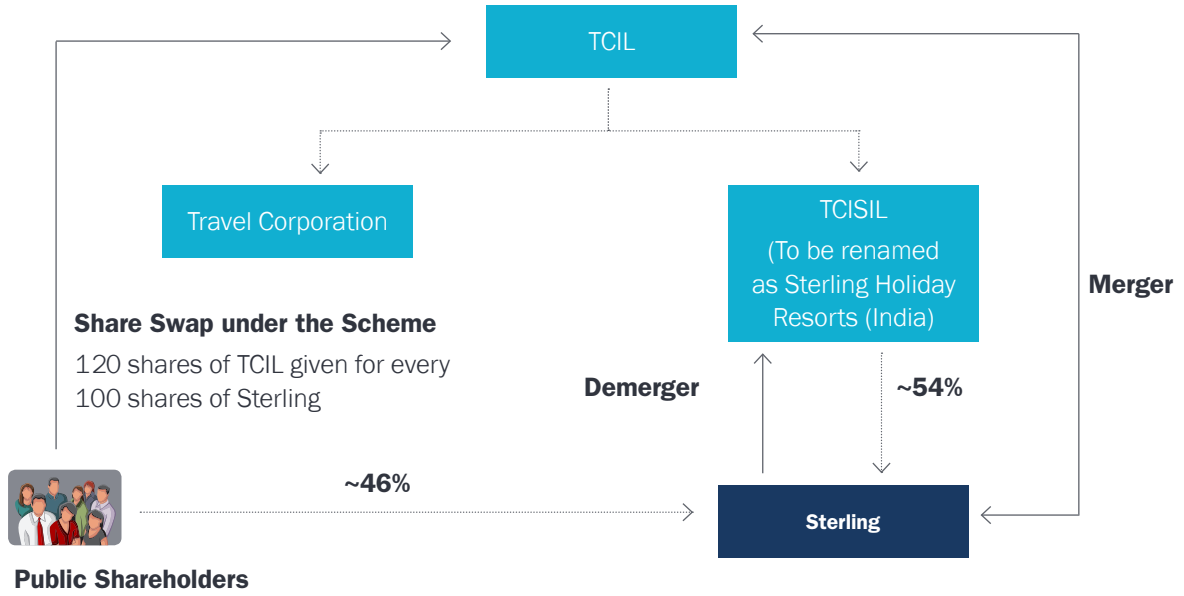 TCIL
Travel Corporation
TCISIL
(To be renamed
as Sterling Holiday
Resorts (India)
Merger
Share Swap under the Scheme
120 shares of TCIL given for every
100 shares of Sterling
Demerger
~54%
~46%
Sterling
Public Shareholders